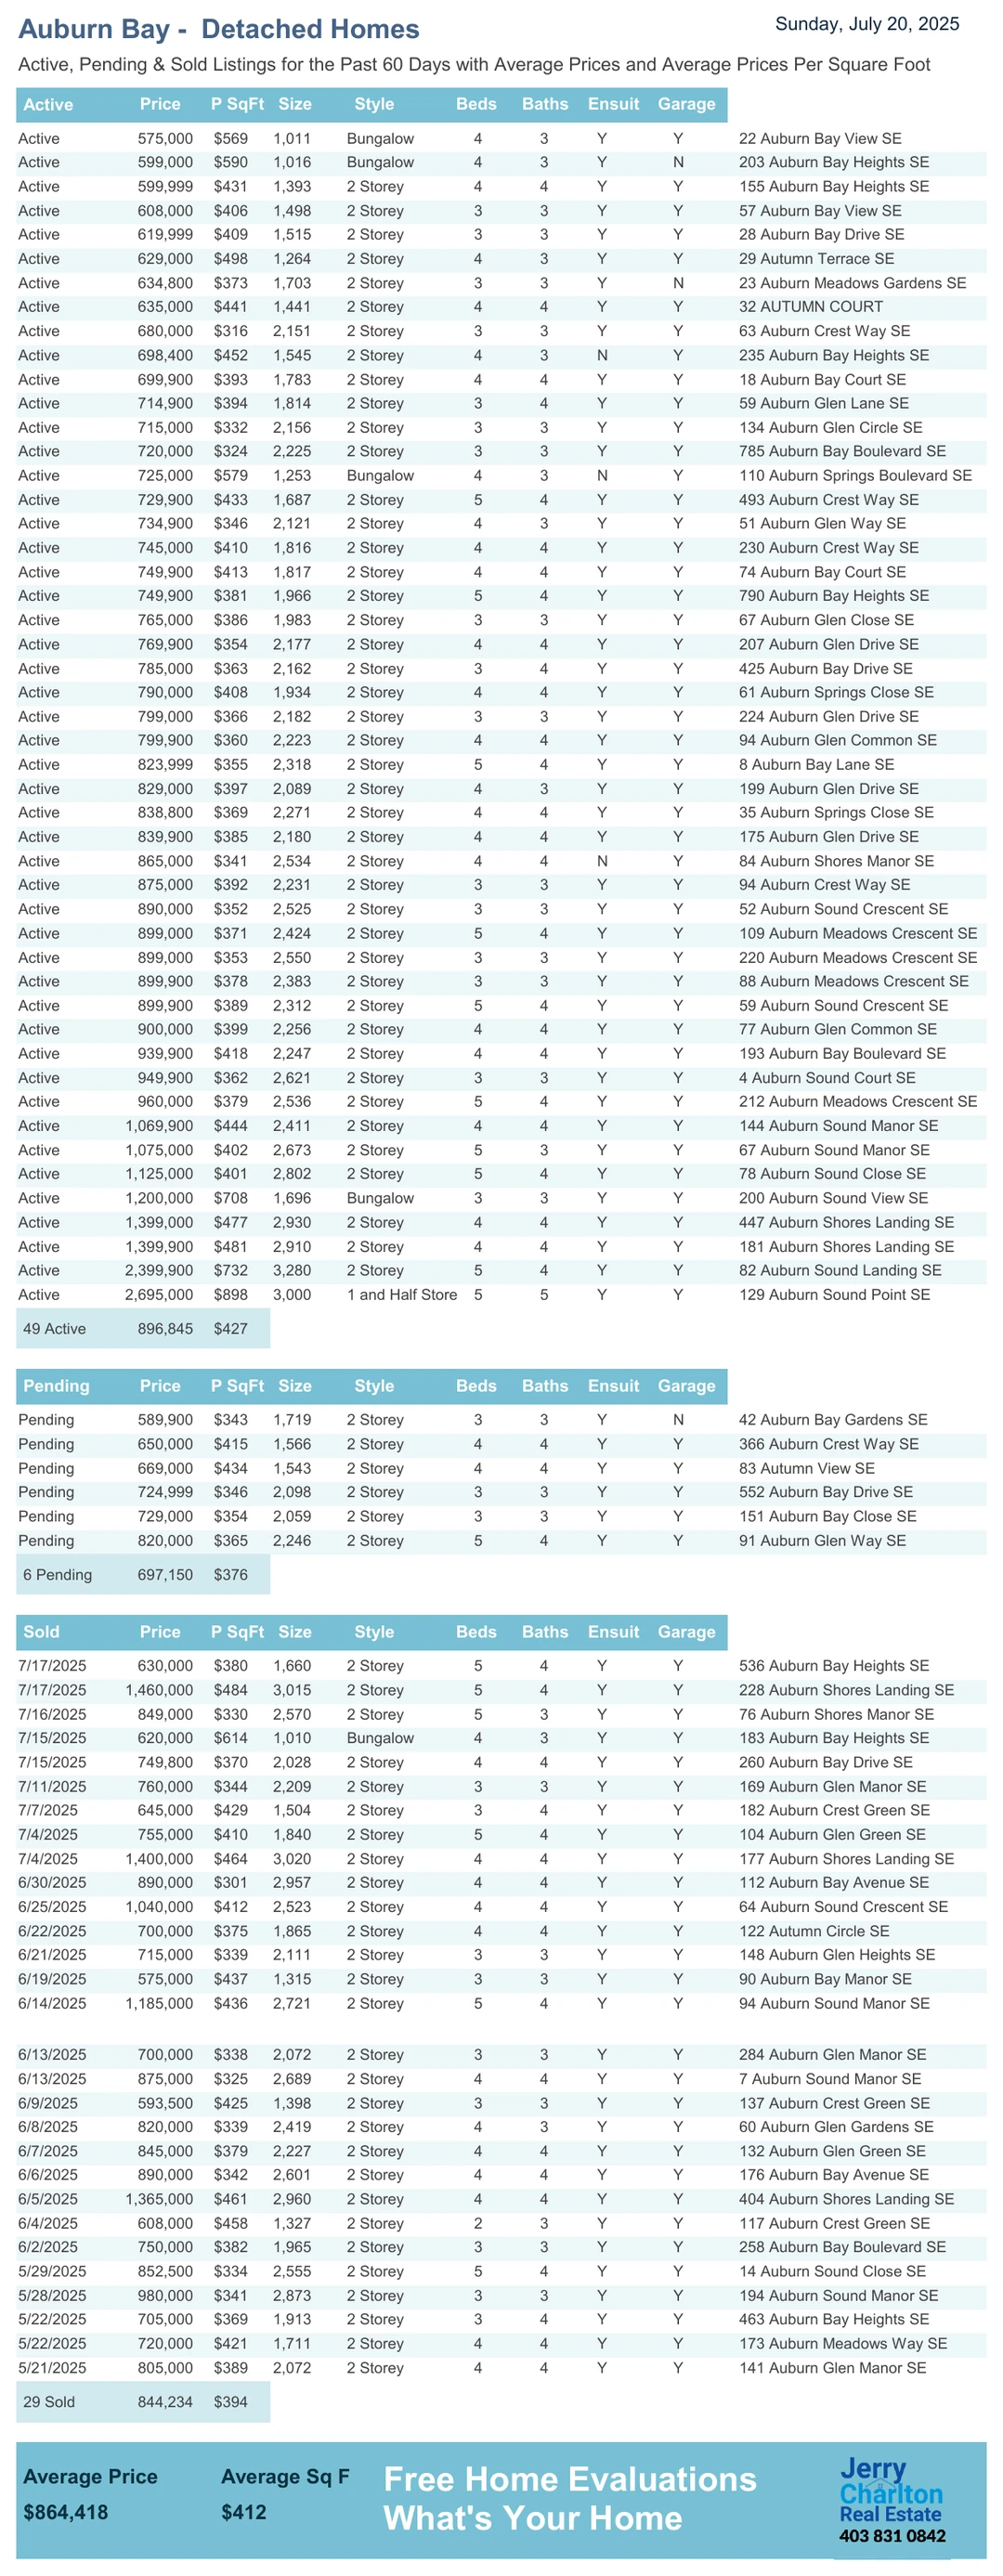 Auburn Bay - Detached Homes Sunday, July 20, 2025
Active, Pending & Sold Listings for the Past 60 Days with Average Prices and Average Prices Per Square Foot
Active Price P SqFt Size Style Beds Baths Ensuit Garage
Active 575,000 $569 1,011 Bungalow 4 3 Y Y 22 Auburn Bay View SE
Active 599,000 $590 1,016 Bungalow 4 3 Y N 203 Auburn Bay Heights SE
Active 599,999 $431 1,393 2 Storey 4 4 Y Y 155 Auburn Bay Heights SE
Active 608,000 $406 1,498 2 Storey 3 3 Y Y 57 Auburn Bay View SE
Active 619,999 $409 1,515 2 Storey 3 3 Y Y 28 Auburn Bay Drive SE
Active 629,000 $498 1,264 2 Storey 4 3 Y Y 29 Autumn Terrace SE
Active 634,800 $373 1,703 2 Storey 3 3 Y N 23 Auburn Meadows Gardens SE
Active 635,000 $441 1,441 2 Storey 4 4 Y Y 32 AUTUMN COURT
Active 680,000 $316 2,151 2 Storey 3 3 Y Y 63 Auburn Crest Way SE
Active 698,400 $452 1,545 2 Storey 4 3 N Y 235 Auburn Bay Heights SE
Active 699,900 $393 1,783 2 Storey 4 4 Y Y 18 Auburn Bay Court SE
Active 714,900 $394 1,814 2 Storey 3 4 Y Y 59 Auburn Glen Lane SE
Active 715,000 $332 2,156 2 Storey 3 3 Y Y 134 Auburn Glen Circle SE
Active 720,000 $324 2,225 2 Storey 3 3 Y Y 785 Auburn Bay Boulevard SE
Active 725,000 $579 1,253 Bungalow 4 3 N Y 110 Auburn Springs Boulevard SE
Active 729,900 $433 1,687 2 Storey 5 4 Y Y 493 Auburn Crest Way SE
Active 734,900 $346 2,121 2 Storey 4 3 Y Y 51 Auburn Glen Way SE
Active 745,000 $410 1,816 2 Storey 4 4 Y Y 230 Auburn Crest Way SE
Active 749,900 $413 1,817 2 Storey 4 4 Y Y 74 Auburn Bay Court SE
Active 749,900 $381 1,966 2 Storey 5 4 Y Y 790 Auburn Bay Heights SE
Active 765,000 $386 1,983 2 Storey 3 3 Y Y 67 Auburn Glen Close SE
Active 769,900 $354 2,177 2 Storey 4 4 Y Y 207 Auburn Glen Drive SE
Active 785,000 $363 2,162 2 Storey 3 4 Y Y 425 Auburn Bay Drive SE
Active 790,000 $408 1,934 2 Storey 4 4 Y Y 61 Auburn Springs Close SE
Active 799,000 $366 2,182 2 Storey 3 3 Y Y 224 Auburn Glen Drive SE
Active 799,900 $360 2,223 2 Storey 4 4 Y Y 94 Auburn Glen Common SE
Active 823,999 $355 2,318 2 Storey 5 4 Y Y 8 Auburn Bay Lane SE
Active 829,000 $397 2,089 2 Storey 4 3 Y Y 199 Auburn Glen Drive SE
Active 838,800 $369 2,271 2 Storey 4 4 Y Y 35 Auburn Springs Close SE
Active 839,900 $385 2,180 2 Storey 4 4 Y Y 175 Auburn Glen Drive SE
Active 865,000 $341 2,534 2 Storey 4 4 N Y 84 Auburn Shores Manor SE
Active 875,000 $392 2,231 2 Storey 3 3 Y Y 94 Auburn Crest Way SE
Active 890,000 $352 2,525 2 Storey 3 3 Y Y 52 Auburn Sound Crescent SE
Active 899,000 $371 2,424 2 Storey 5 4 Y Y 109 Auburn Meadows Crescent SE
Active 899,000 $353 2,550 2 Storey 3 3 Y Y 220 Auburn Meadows Crescent SE
Active 899,900 $378 2,383 2 Storey 3 3 Y Y 88 Auburn Meadows Crescent SE
Active 899,900 $389 2,312 2 Storey 5 4 Y Y 59 Auburn Sound Crescent SE
Active 900,000 $399 2,256 2 Storey 4 4 Y Y 77 Auburn Glen Common SE
Active 939,900 $418 2,247 2 Storey 4 4 Y Y 193 Auburn Bay Boulevard SE
Active 949,900 $362 2,621 2 Storey 3 3 Y Y 4 Auburn Sound Court SE
Active 960,000 $379 2,536 2 Storey 5 4 Y Y 212 Auburn Meadows Crescent SE
Active 1,069,900 $444 2,411 2 Storey 4 4 Y Y 144 Auburn Sound Manor SE
Active 1,075,000 $402 2,673 2 Storey 5 3 Y Y 67 Auburn Sound Manor SE
Active 1,125,000 $401 2,802 2 Storey 5 4 Y Y 78 Auburn Sound Close SE
Active 1,200,000 $708 1,696 Bungalow 3 3 Y Y 200 Auburn Sound View SE
Active 1,399,000 $477 2,930 2 Storey 4 4 Y Y 447 Auburn Shores Landing SE
Active 1,399,900 $481 2,910 2 Storey 4 4 Y Y 181 Auburn Shores Landing SE
Active 2,399,900 $732 3,280 2 Storey 5 4 Y Y 82 Auburn Sound Landing SE
Active 2,695,000 $898 3,000 1 and Half Store 5 5 Y Y 129 Auburn Sound Point SE
49 Active 896,845 $427
Pending Price P SqFt Size Style Beds Baths Ensuit Garage
Pending 589,900 $343 1,719 2 Storey 3 3 Y N 42 Auburn Bay Gardens SE
Pending 650,000 $415 1,566 2 Storey 4 4 Y Y 366 Auburn Crest Way SE
Pending 669,000 $434 1,543 2 Storey 4 4 Y Y 83 Autumn View SE
Pending 724,999 $346 2,098 2 Storey 3 3 Y Y 552 Auburn Bay Drive SE
Pending 729,000 $354 2,059 2 Storey 3 3 Y Y 151 Auburn Bay Close SE
Pending 820,000 $365 2,246 2 Storey 5 4 Y Y 91 Auburn Glen Way SE
6 Pending 697,150 $376
Sold Price P SqFt Size Style Beds Baths Ensuit Garage
7/17/2025 630,000 $380 1,660 2 Storey 5 4 Y Y 536 Auburn Bay Heights SE
7/17/2025 1,460,000 $484 3,015 2 Storey 5 4 Y Y 228 Auburn Shores Landing SE
7/16/2025 849,000 $330 2,570 2 Storey 5 3 Y Y 76 Auburn Shores Manor SE
7/15/2025 620,000 $614 1,010 Bungalow 4 3 Y Y 183 Auburn Bay Heights SE
7/15/2025 749,800 $370 2,028 2 Storey 4 4 Y Y 260 Auburn Bay Drive SE
7/11/2025 760,000 $344 2,209 2 Storey 3 3 Y Y 169 Auburn Glen Manor SE
7/7/2025 645,000 $429 1,504 2 Storey 3 4 Y Y 182 Auburn Crest Green SE
7/4/2025 755,000 $410 1,840 2 Storey 5 4 Y Y 104 Auburn Glen Green SE
7/4/2025 1,400,000 $464 3,020 2 Storey 4 4 Y Y 177 Auburn Shores Landing SE
6/30/2025 890,000 $301 2,957 2 Storey 4 4 Y Y 112 Auburn Bay Avenue SE
6/25/2025 1,040,000 $412 2,523 2 Storey 4 4 Y Y 64 Auburn Sound Crescent SE
6/22/2025 700,000 $375 1,865 2 Storey 4 4 Y Y 122 Autumn Circle SE
6/21/2025 715,000 $339 2,111 2 Storey 3 3 Y Y 148 Auburn Glen Heights SE
6/19/2025 575,000 $437 1,315 2 Storey 3 3 Y Y 90 Auburn Bay Manor SE
6/14/2025 1,185,000 $436 2,721 2 Storey 5 4 Y Y 94 Auburn Sound Manor SE
6/13/2025 700,000 $338 2,072 2 Storey 3 3 Y Y 284 Auburn Glen Manor SE
6/13/2025 875,000 $325 2,689 2 Storey 4 4 Y Y 7 Auburn Sound Manor SE
6/9/2025 593,500 $425 1,398 2 Storey 3 3 Y Y 137 Auburn Crest Green SE
6/8/2025 820,000 $339 2,419 2 Storey 4 3 Y Y 60 Auburn Glen Gardens SE
6/7/2025 845,000 $379 2,227 2 Storey 4 4 Y Y 132 Auburn Glen Green SE
6/6/2025 890,000 $342 2,601 2 Storey 4 4 Y Y 176 Auburn Bay Avenue SE
6/5/2025 1,365,000 $461 2,960 2 Storey 4 4 Y Y 404 Auburn Shores Landing SE
6/4/2025 608,000 $458 1,327 2 Storey 2 3 Y Y 117 Auburn Crest Green SE
6/2/2025 750,000 $382 1,965 2 Storey 3 3 Y Y 258 Auburn Bay Boulevard SE
5/29/2025 852,500 $334 2,555 2 Storey 5 4 Y Y 14 Auburn Sound Close SE
5/28/2025 980,000 $341 2,873 2 Storey 3 3 Y Y 194 Auburn Sound Manor SE
5/22/2025 705,000 $369 1,913 2 Storey 3 4 Y Y 463 Auburn Bay Heights SE
5/22/2025 720,000 $421 1,711 2 Storey 4 4 Y Y 173 Auburn Meadows Way SE
5/21/2025 805,000 $389 2,072 2 Storey 4 4 Y Y 141 Auburn Glen Manor SE
29 Sold 844,234 $394
Average Price Average Sq F
$864,418 $412
Free Home Evaluations
What's Your Home
Jerry
Charlton
Real Estate
403 831 0842